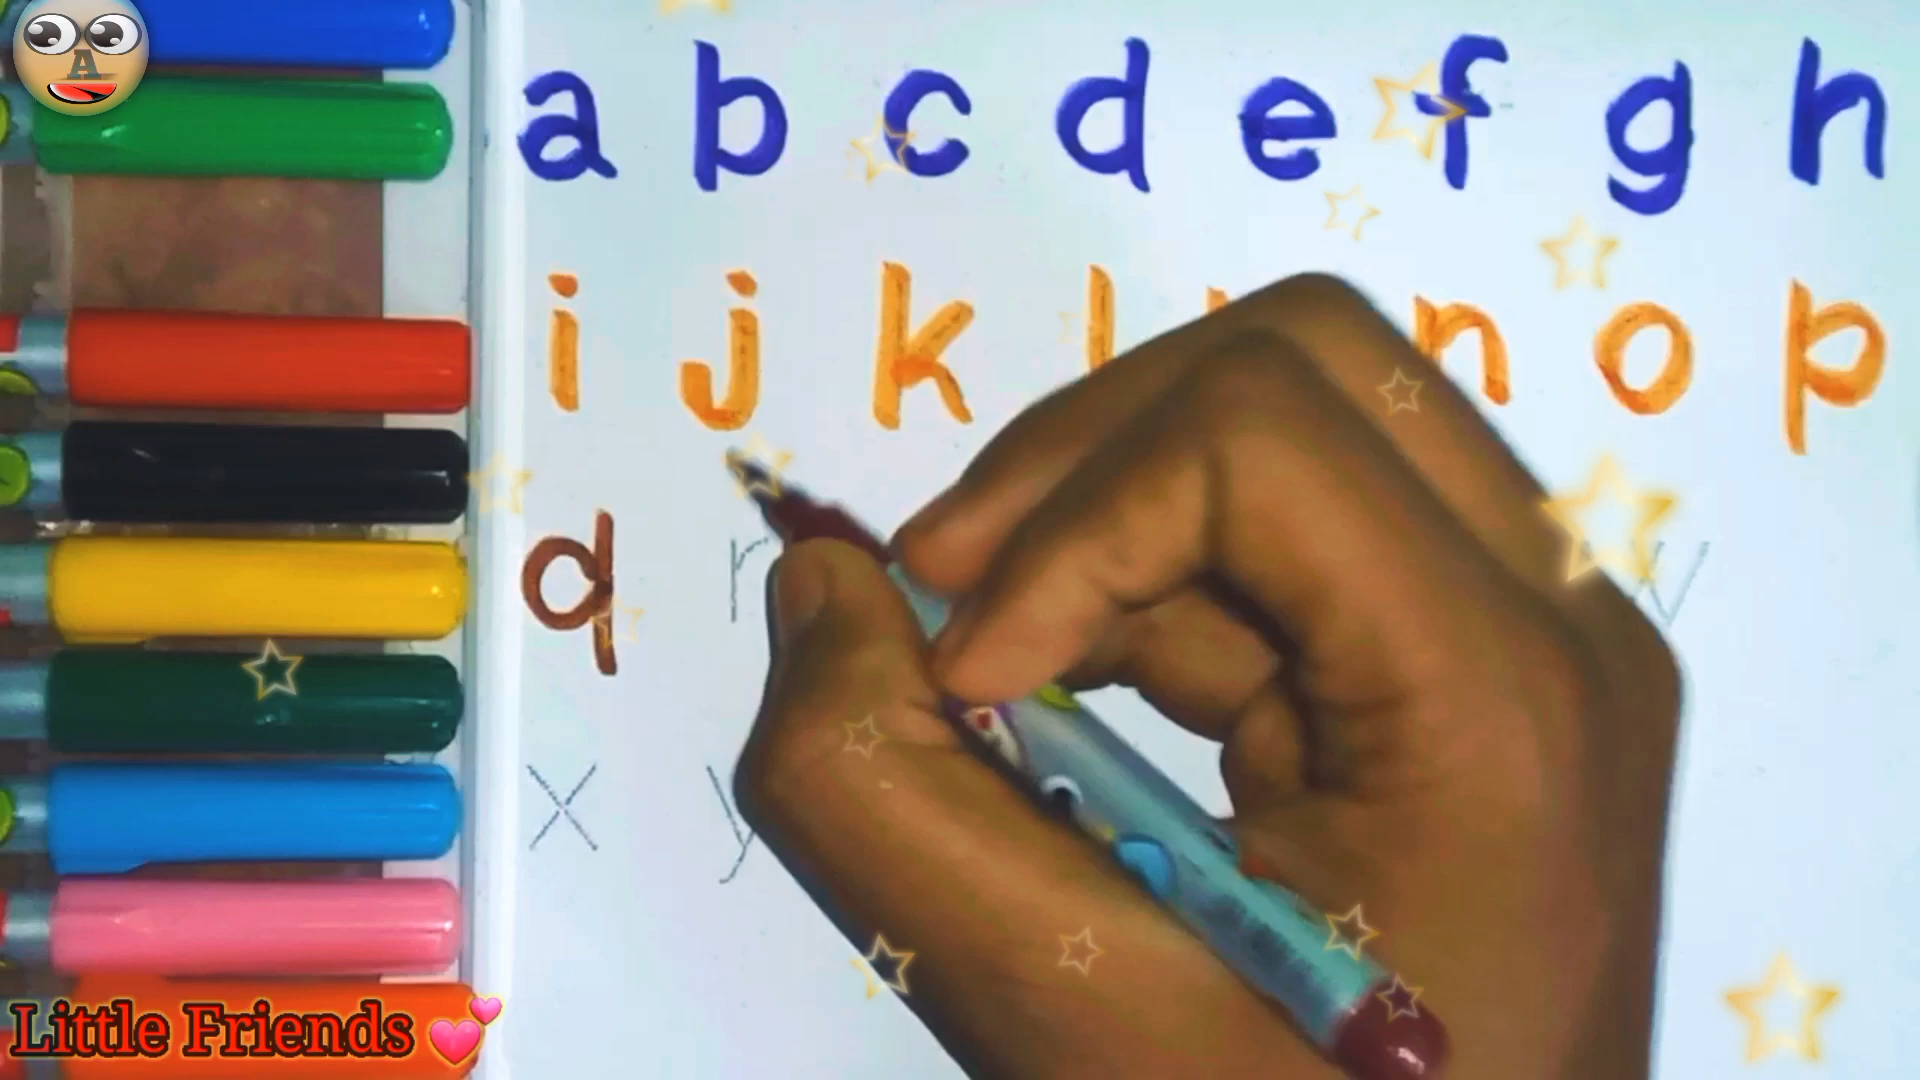 A
a b c d e f g h
i j k l n o p
q r w
x y
Little Friends